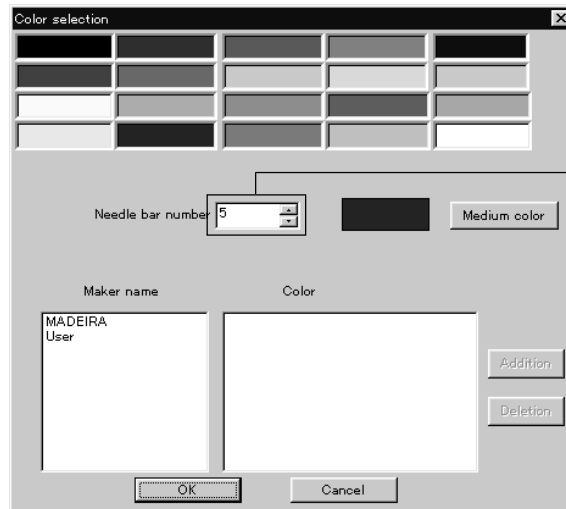 Color selection
Needle bar number 5 Medium color
Maker name Color
MADEIRA
User
Addition
Deletion
OK Cancel